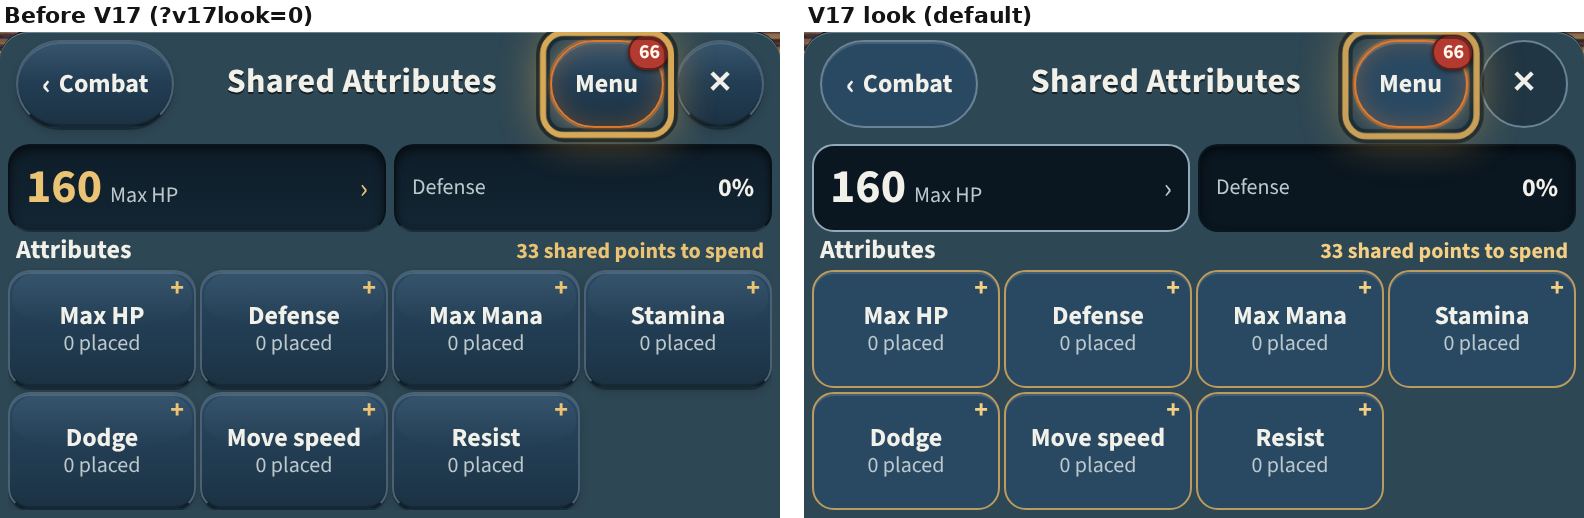 Before V17 (?v17look=0)
‹ Combat
Shared Attributes
Menu
66
✕
160 Max HP ›
Defense 0%
Attributes
33 shared points to spend
+
Max HP
0 placed
+
Defense
0 placed
+
Max Mana
0 placed
+
Stamina
0 placed
+
Dodge
0 placed
+
Move speed
0 placed
+
Resist
0 placed
V17 look (default)
‹ Combat
Shared Attributes
Menu
66
✕
160 Max HP ›
Defense 0%
Attributes
33 shared points to spend
+
Max HP
0 placed
+
Defense
0 placed
+
Max Mana
0 placed
+
Stamina
0 placed
+
Dodge
0 placed
+
Move speed
0 placed
+
Resist
0 placed